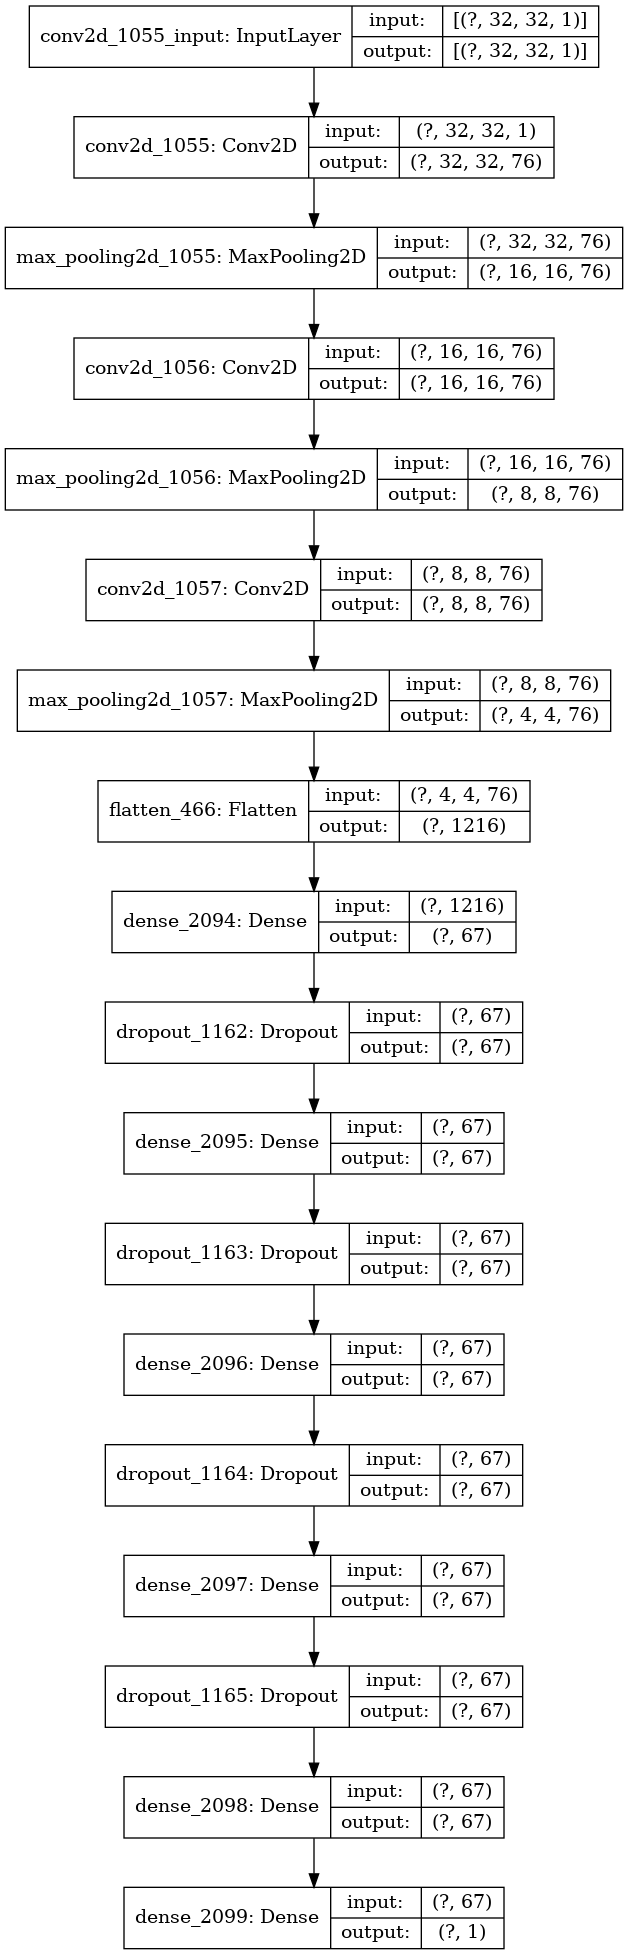 conv2d_1055_input: InputLayer
input:
[(?, 32, 32, 1)]
output:
[(?, 32, 32, 1)]
conv2d_1055: Conv2D
input:
(?, 32, 32, 1)
output:
(?, 32, 32, 76)
max_pooling2d_1055: MaxPooling2D
input:
(?, 32, 32, 76)
output:
(?, 16, 16, 76)
conv2d_1056: Conv2D
input:
(?, 16, 16, 76)
output:
(?, 16, 16, 76)
max_pooling2d_1056: MaxPooling2D
input:
(?, 16, 16, 76)
output:
(?, 8, 8, 76)
conv2d_1057: Conv2D
input:
(?, 8, 8, 76)
output:
(?, 8, 8, 76)
max_pooling2d_1057: MaxPooling2D
input:
(?, 8, 8, 76)
output:
(?, 4, 4, 76)
flatten_466: Flatten
input:
(?, 4, 4, 76)
output:
(?, 1216)
dense_2094: Dense
input:
(?, 1216)
output:
(?, 67)
dropout_1162: Dropout
input:
(?, 67)
output:
(?, 67)
dense_2095: Dense
input:
(?, 67)
output:
(?, 67)
dropout_1163: Dropout
input:
(?, 67)
output:
(?, 67)
dense_2096: Dense
input:
(?, 67)
output:
(?, 67)
dropout_1164: Dropout
input:
(?, 67)
output:
(?, 67)
dense_2097: Dense
input:
(?, 67)
output:
(?, 67)
dropout_1165: Dropout
input:
(?, 67)
output:
(?, 67)
dense_2098: Dense
input:
(?, 67)
output:
(?, 67)
dense_2099: Dense
input:
(?, 67)
output:
(?, 1)